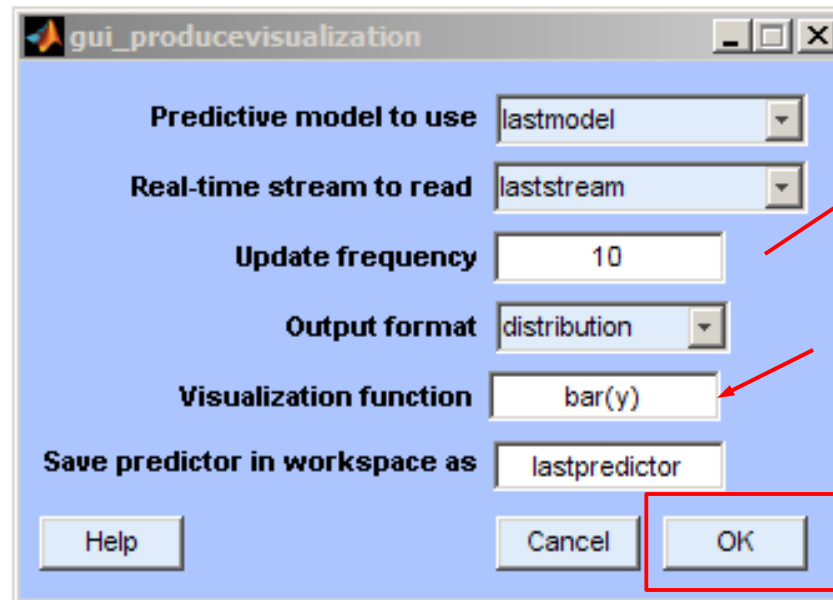 gui_producevisualization
Predictive model to use lastmodel
Real-time stream to read laststream
Update frequency 10
Output format distribution
Visualization function bar(y)
Save predictor in workspace as lastpredictor
Help Cancel OK